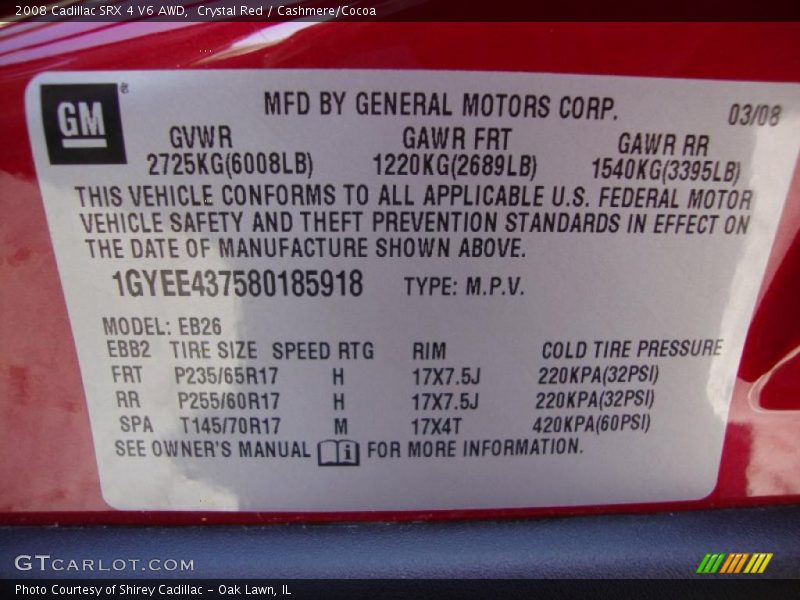 2008 Cadillac SRX 4 V6 AWD, Crystal Red / Cashmere/Cocoa
GM ®
MFD BY GENERAL MOTORS CORP. 03/08
GVWR GAWR FRT GAWR RR
2725KG(6008LB) 1220KG(2689LB) 1540KG(3395LB)
THIS VEHICLE CONFORMS TO ALL APPLICABLE U.S. FEDERAL MOTOR
VEHICLE SAFETY AND THEFT PREVENTION STANDARDS IN EFFECT ON
THE DATE OF MANUFACTURE SHOWN ABOVE.
1GYEE437580185918 TYPE: M.P.V.
MODEL: EB26
EBB2 TIRE SIZE SPEED RTG RIM COLD TIRE PRESSURE
FRT P235/65R17 H 17X7.5J 220KPA(32PSI)
RR P255/60R17 H 17X7.5J 220KPA(32PSI)
SPA T145/70R17 M 17X4T 420KPA(60PSI)
SEE OWNER'S MANUAL i FOR MORE INFORMATION.
GTCARLOT.COM
Photo Courtesy of Shirey Cadillac - Oak Lawn, IL